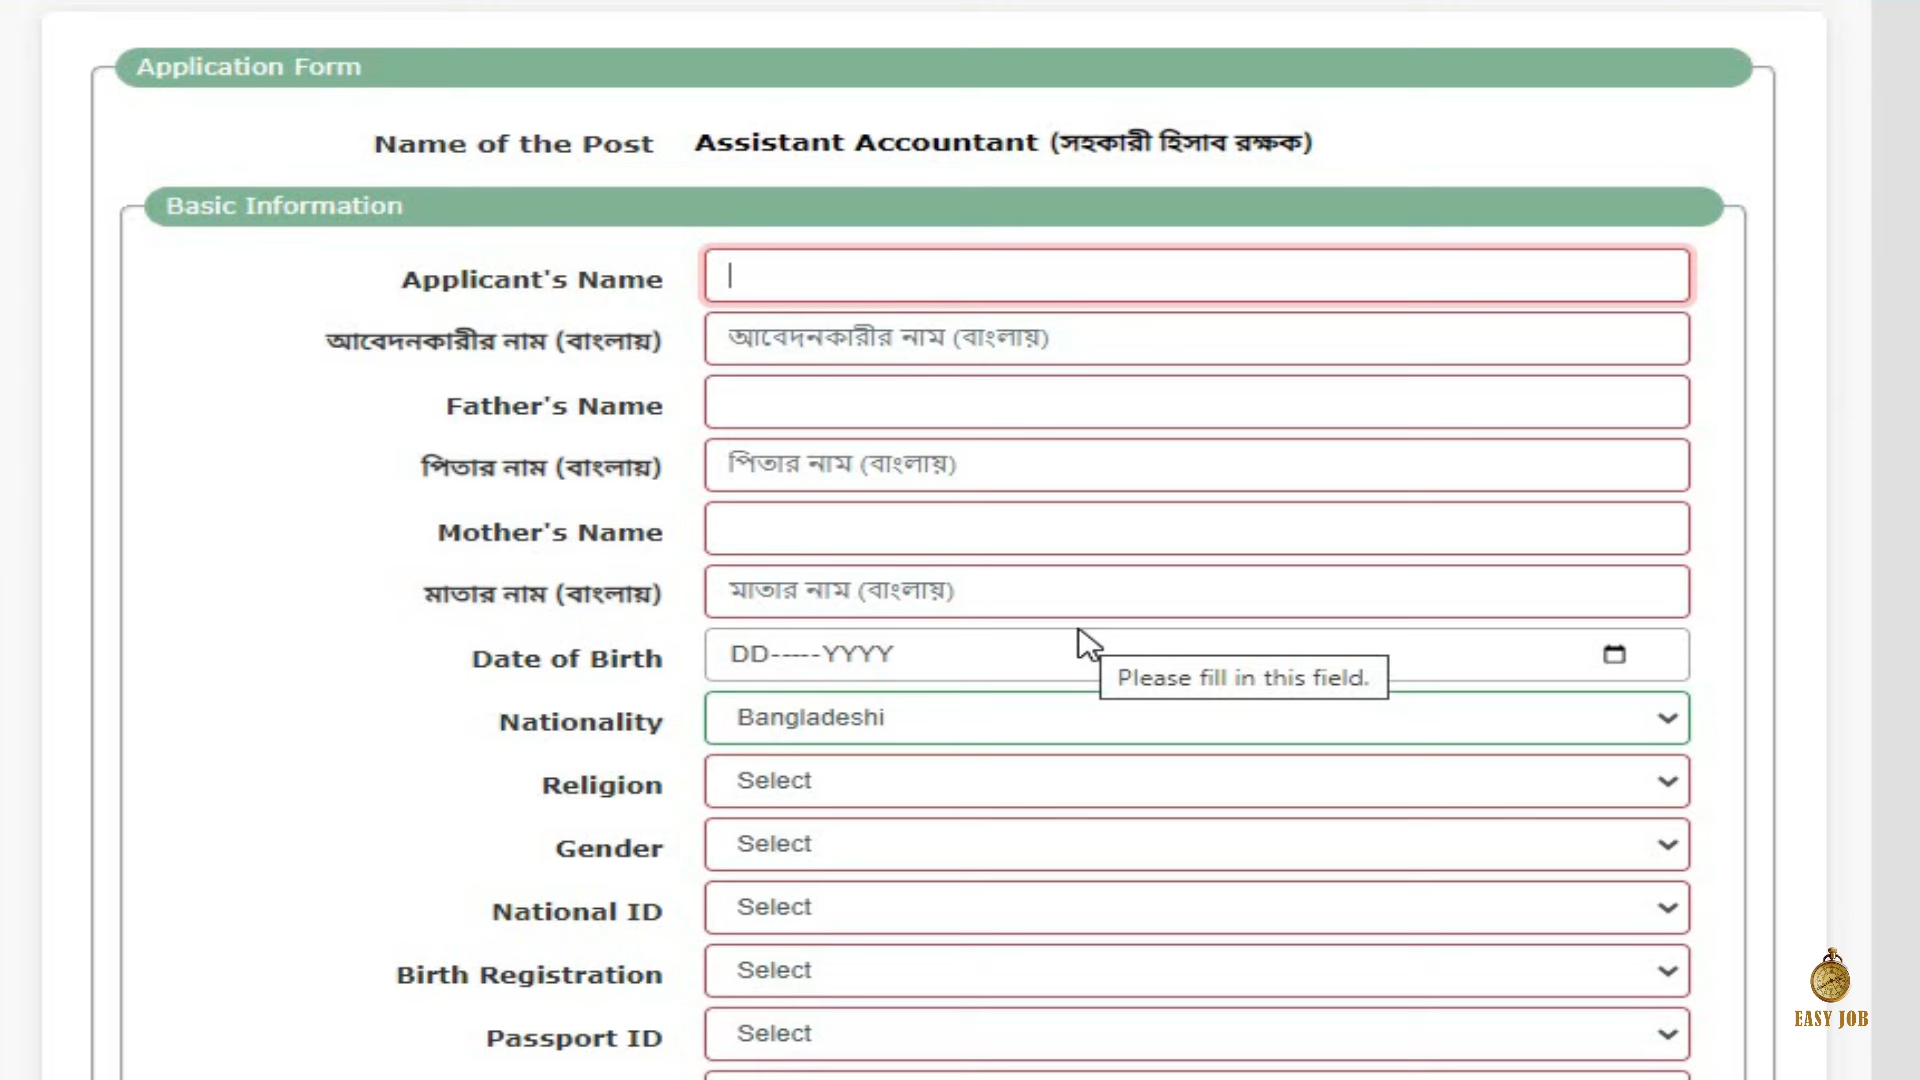 Application Form
Name of the Post Assistant Accountant (সহকারী হিসাব রক্ষক)
Basic Information
Applicant's Name
আবেদনকারীর নাম (বাংলায়) আবেদনকারীর নাম (বাংলায়)
Father's Name
পিতার নাম (বাংলায়) পিতার নাম (বাংলায়)
Mother's Name
মাতার নাম (বাংলায়) মাতার নাম (বাংলায়)
Date of Birth DD-----YYYY
Please fill in this field.
Nationality Bangladeshi
Religion Select
Gender Select
National ID Select
Birth Registration Select
Passport ID Select
EASY JOB